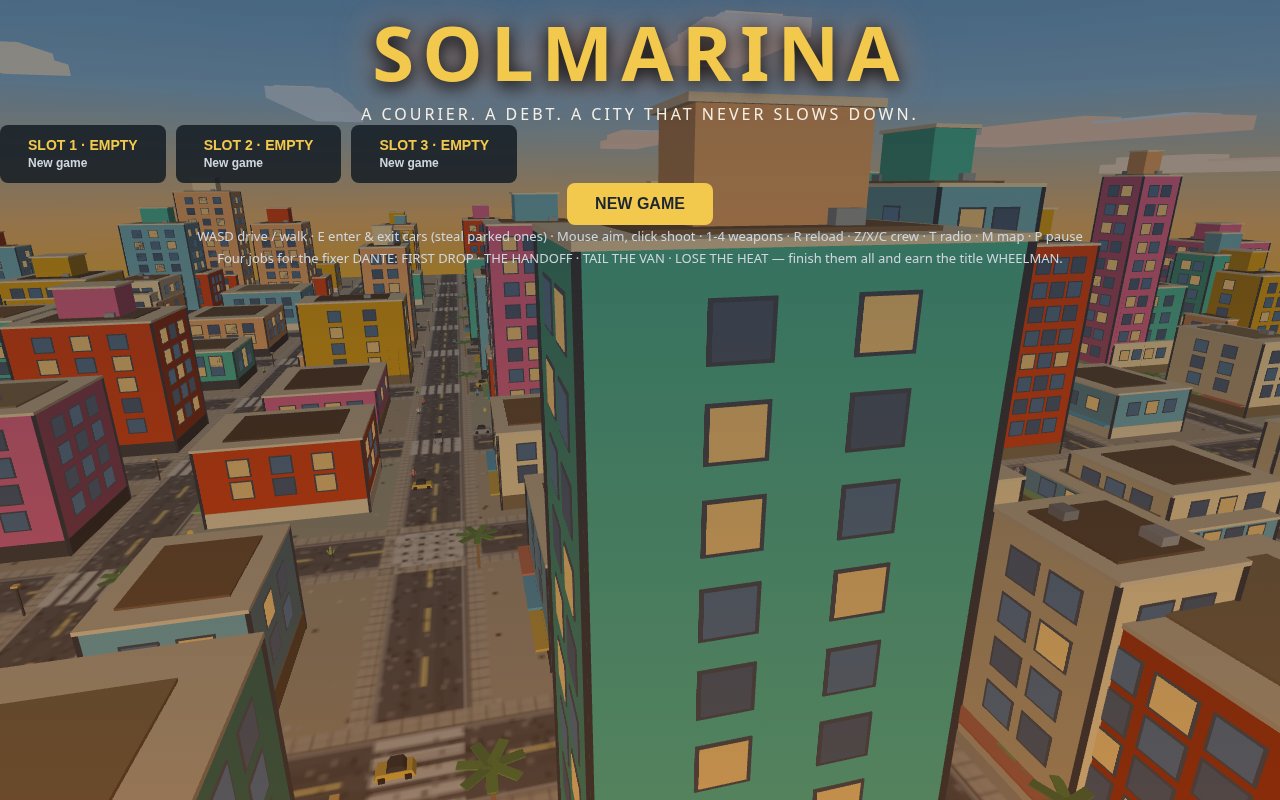 SOLMARINA
A COURIER. A DEBT. A CITY THAT NEVER SLOWS DOWN.
SLOT 1 · EMPTY
New game
SLOT 2 · EMPTY
New game
SLOT 3 · EMPTY
New game
NEW GAME
WASD drive / walk · E enter & exit cars (steal parked ones) · Mouse aim, click shoot · 1-4 weapons · R reload · Z/X/C crew · T radio · M map · P pause
Four jobs for the fixer DANTE: FIRST DROP · THE HANDOFF · TAIL THE VAN · LOSE THE HEAT — finish them all and earn the title WHEELMAN.